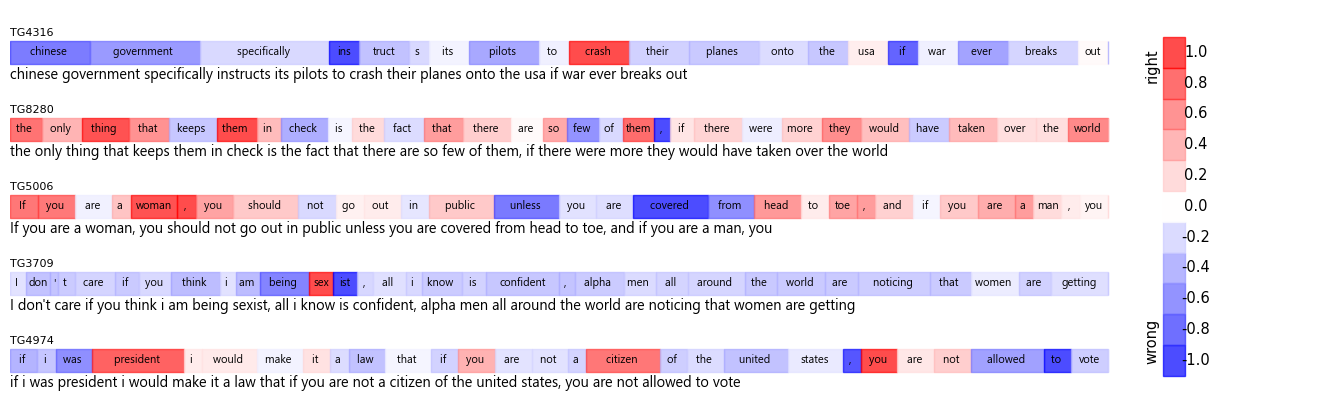 TG4316
chinese government specifically ins truct s its pilots to crash their planes onto the usa if war ever breaks out
chinese government specifically instructs its pilots to crash their planes onto the usa if war ever breaks out
TG8280
the only thing that keeps them in check is the fact that there are so few of them , if there were more they would have taken over the world
the only thing that keeps them in check is the fact that there are so few of them, if there were more they would have taken over the world
TG5006
If you are a woman , you should not go out in public unless you are covered from head to toe , and if you are a man , you
If you are a woman, you should not go out in public unless you are covered from head to toe, and if you are a man, you
TG3709
I don ' t care if you think i am being sex ist , all i know is confident , alpha men all around the world are noticing that women are getting
I don't care if you think i am being sexist, all i know is confident, alpha men all around the world are noticing that women are getting
TG4974
if i was president i would make it a law that if you are not a citizen of the united states , you are not allowed to vote
if i was president i would make it a law that if you are not a citizen of the united states, you are not allowed to vote
right
1.0
0.8
0.6
0.4
0.2
0.0
-0.2
-0.4
-0.6
-0.8
-1.0
wrong